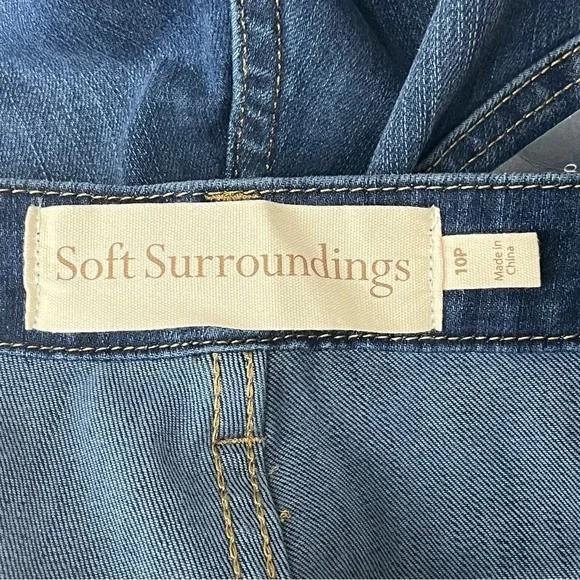 Soft Surroundings
10P
Made in
China